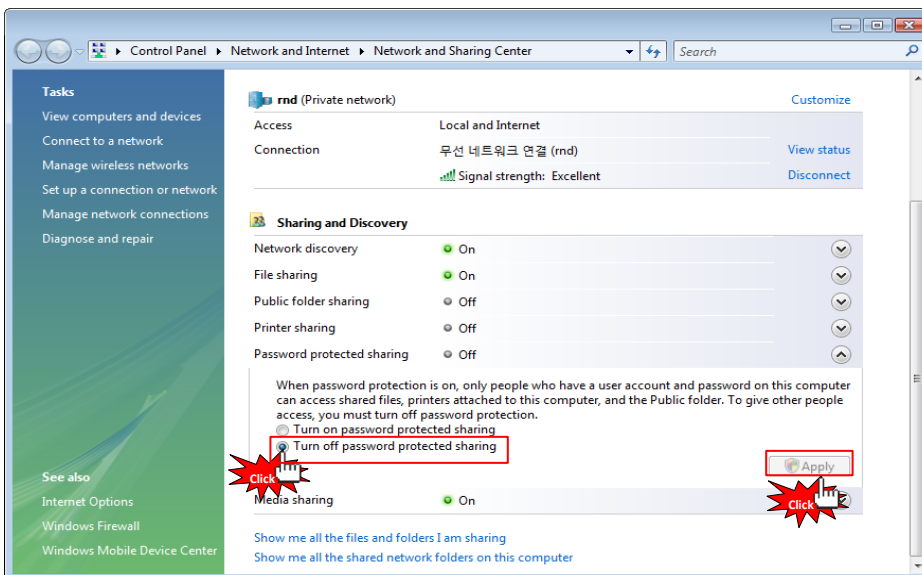 Control Panel ▸ Network and Internet ▸ Network and Sharing Center
Search
Tasks
View computers and devices
Connect to a network
Manage wireless networks
Set up a connection or network
Manage network connections
Diagnose and repair
See also
Internet Options
Windows Firewall
Windows Mobile Device Center
rnd (Private network) Customize
Access Local and Internet
Connection 무선 네트워크 연결 (rnd) View status
Signal strength: Excellent Disconnect
Sharing and Discovery
Network discovery On
File sharing On
Public folder sharing Off
Printer sharing Off
Password protected sharing Off
When password protection is on, only people who have a user account and password on this computer
can access shared files, printers attached to this computer, and the Public folder. To give other people
access, you must turn off password protection.
Turn on password protected sharing
Turn off password protected sharing
Click
Apply
Click
Media sharing On
Show me all the files and folders I am sharing
Show me all the shared network folders on this computer